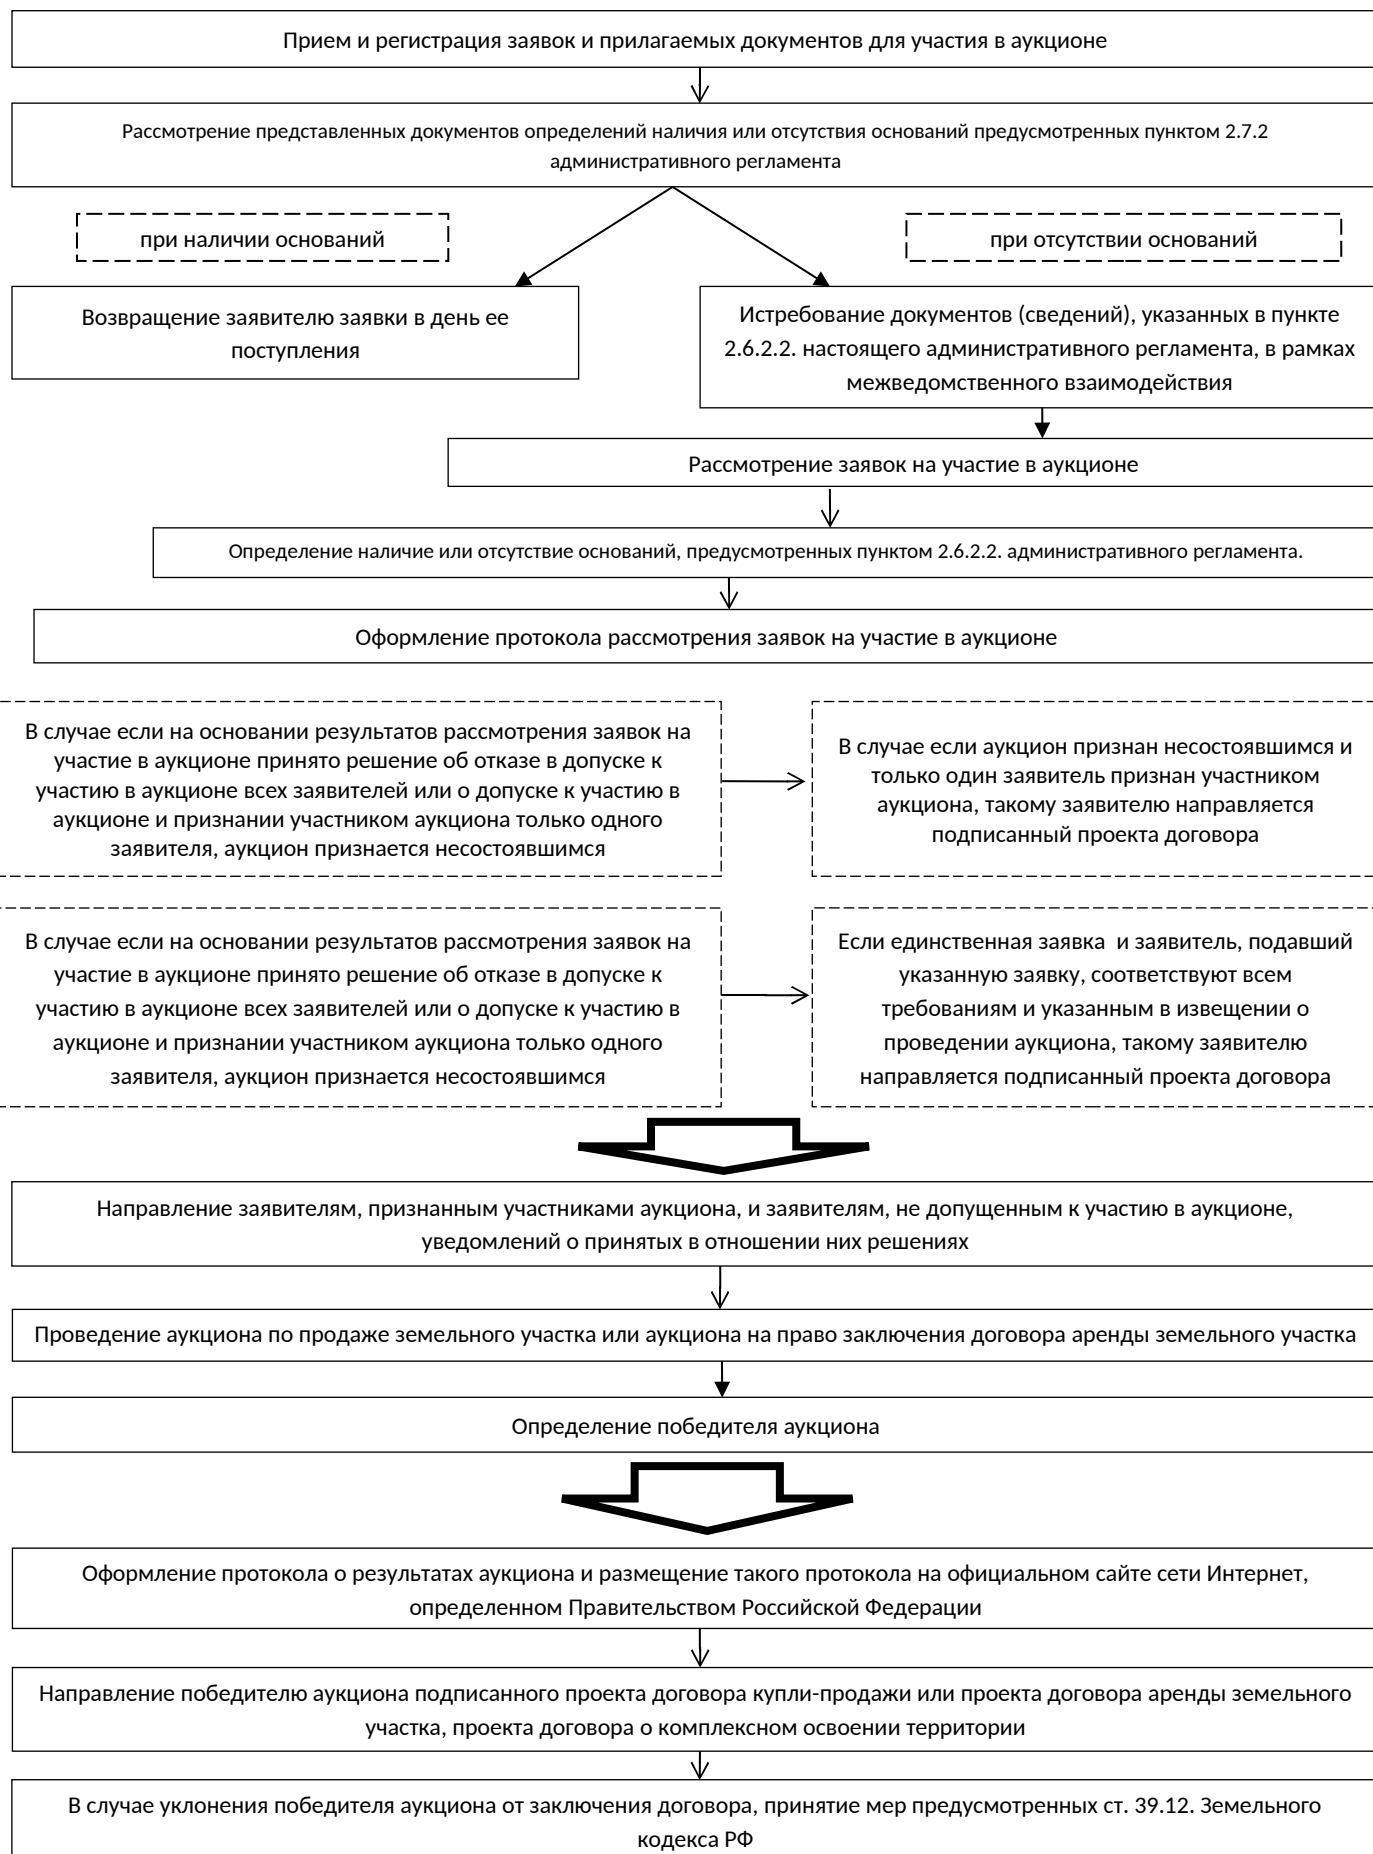 Прием и регистрация заявок и прилагаемых документов для участия в аукционе
Рассмотрение представленных документов определений наличия или отсутствия оснований предусмотренных пунктом 2.7.2
административного регламента
при наличии оснований
при отсутствии оснований
Возвращение заявителю заявки в день ее
поступления
Истребование документов (сведений), указанных в пункте
2.6.2.2. настоящего административного регламента, в рамках
межведомственного взаимодействия
Рассмотрение заявок на участие в аукционе
Определение наличие или отсутствие оснований, предусмотренных пунктом 2.6.2.2. административного регламента.
Оформление протокола рассмотрения заявок на участие в аукционе
В случае если на основании результатов рассмотрения заявок на
участие в аукционе принято решение об отказе в допуске к
участию в аукционе всех заявителей или о допуске к участию в
аукционе и признании участником аукциона только одного
заявителя, аукцион признается несостоявшимся
В случае если аукцион признан несостоявшимся и
только один заявитель признан участником
аукциона, такому заявителю направляется
подписанный проекта договора
В случае если на основании результатов рассмотрения заявок на
участие в аукционе принято решение об отказе в допуске к
участию в аукционе всех заявителей или о допуске к участию в
аукционе и признании участником аукциона только одного
заявителя, аукцион признается несостоявшимся
Если единственная заявка  и заявитель, подавший
указанную заявку, соответствуют всем
требованиям и указанным в извещении о
проведении аукциона, такому заявителю
направляется подписанный проекта договора
Направление заявителям, признанным участниками аукциона, и заявителям, не допущенным к участию в аукционе,
уведомлений о принятых в отношении них решениях
Проведение аукциона по продаже земельного участка или аукциона на право заключения договора аренды земельного участка
Определение победителя аукциона
Оформление протокола о результатах аукциона и размещение такого протокола на официальном сайте сети Интернет,
определенном Правительством Российской Федерации
Направление победителю аукциона подписанного проекта договора купли-продажи или проекта договора аренды земельного
участка, проекта договора о комплексном освоении территории
В случае уклонения победителя аукциона от заключения договора, принятие мер предусмотренных ст. 39.12. Земельного
кодекса РФ